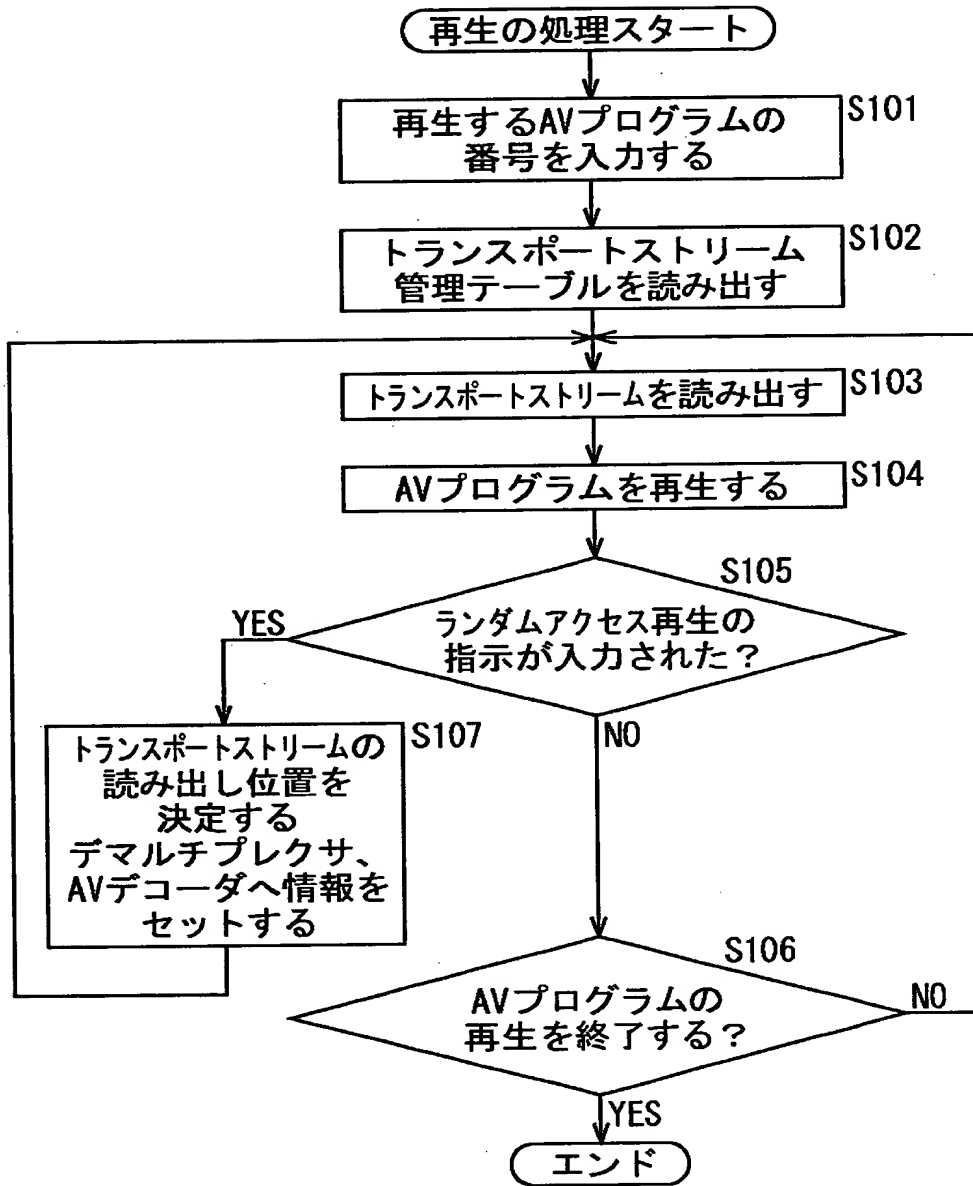 再生の処理スタート
再生するAVプログラムの
番号を入力する
S101
トランスポートストリーム
管理テーブルを読み出す
S102
トランスポートストリームを読み出す
S103
AVプログラムを再生する
S104
S105
ランダムアクセス再生の
指示が入力された?
YES
NO
トランスポートストリームの
読み出し位置を
決定する
デマルチプレクサ、
AVデコーダへ情報を
セットする
S107
S106
AVプログラムの
再生を終了する?
NO
YES
エンド